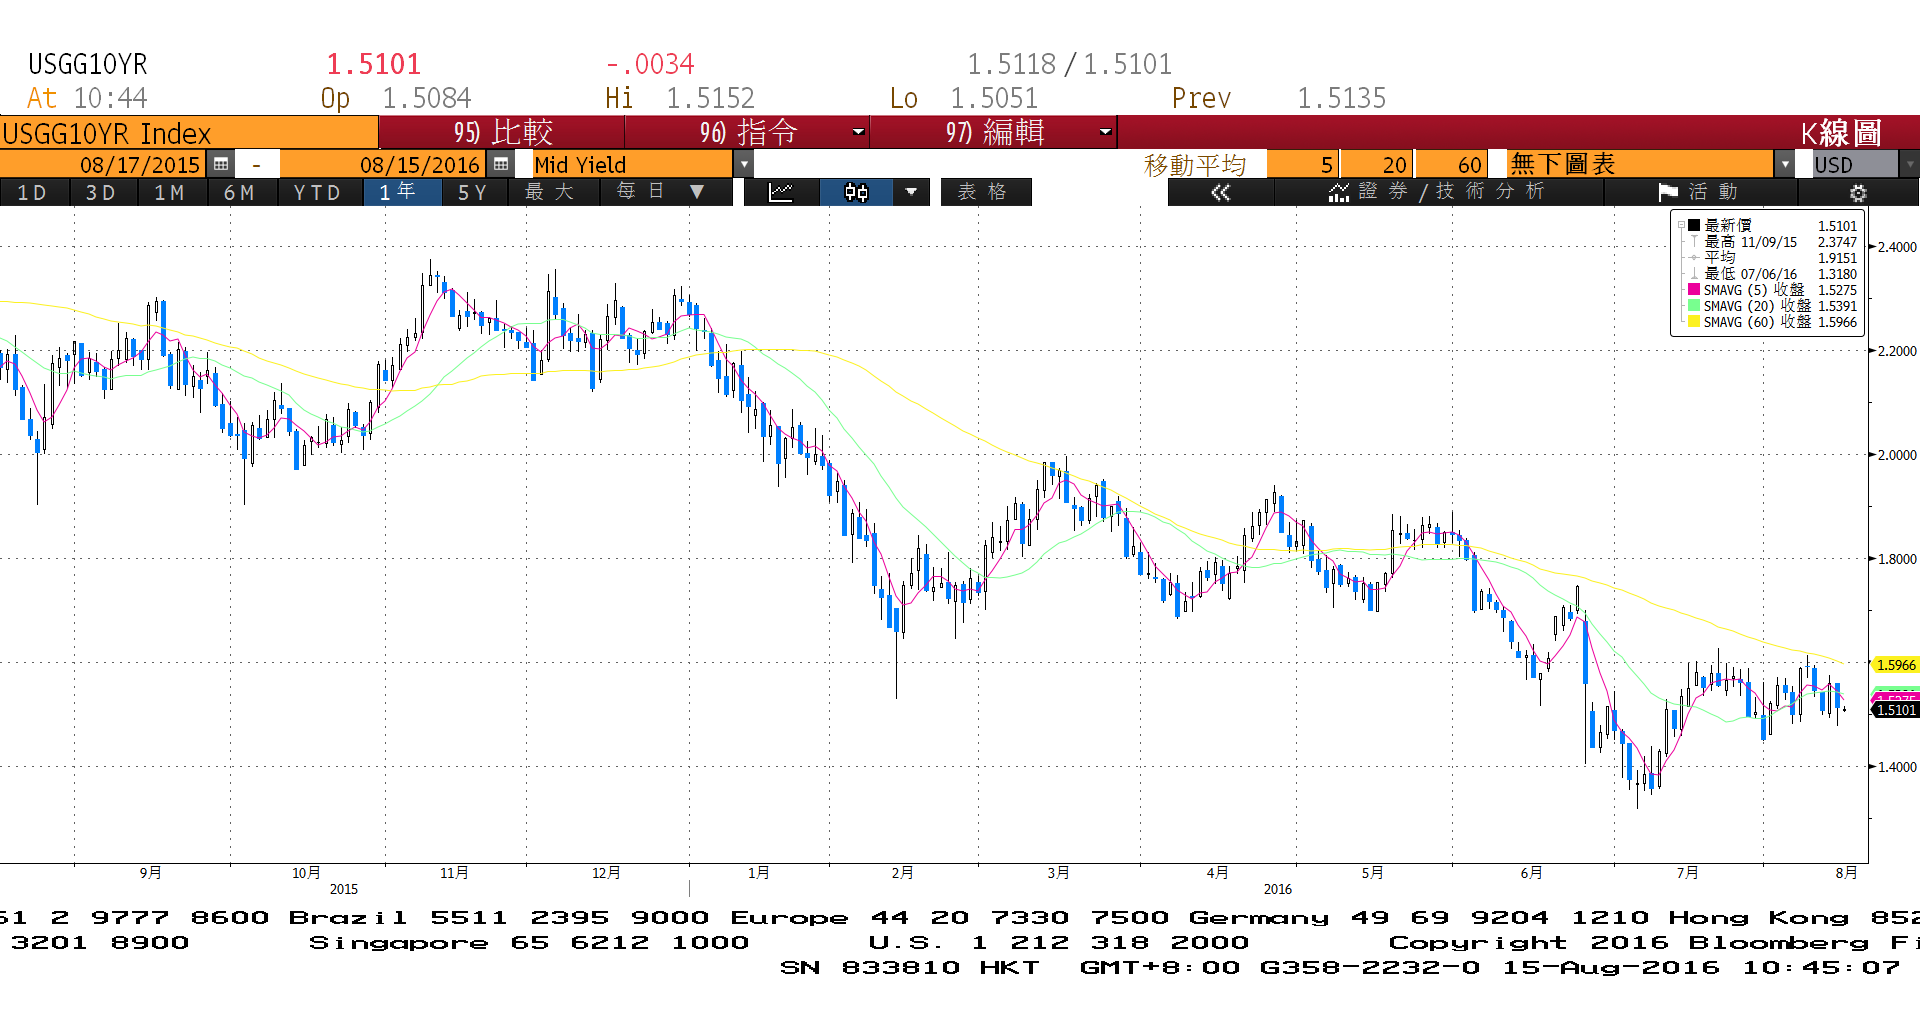 USGG10YR 1.5101 -.0034 1.5118 / 1.5101
At 10:44 Op 1.5084 Hi 1.5152 Lo 1.5051 Prev 1.5135
USGG10YR Index 95) 比較 96) 指令 97) 編輯 K線圖
08/17/2015 - 08/15/2016 Mid Yield 移動平均 5 20 60 無下圖表 USD
1D 3D 1M 6M YTD 1年 5Y 最大 每日 ▼ 表格 « 證券/技術分析 活動
最新價 1.5101
最高 11/09/15 2.3747
平均 1.9151
最低 07/06/16 1.3180
SMAVG (5) 收盤 1.5275
SMAVG (20) 收盤 1.5391
SMAVG (60) 收盤 1.5966
2.4000
2.2000
2.0000
1.8000
1.5966
1.5101
1.4000
9月 10月 11月 12月 1月 2月 3月 4月 5月 6月 7月 8月
2015 2016
61 2 9777 8600 Brazil 5511 2395 9000 Europe 44 20 7330 7500 Germany 49 69 9204 1210 Hong Kong 852
3201 8900 Singapore 65 6212 1000 U.S. 1 212 318 2000 Copyright 2016 Bloomberg Fi
SN 833810 HKT GMT+8:00 G358-2232-0 15-Aug-2016 10:45:07